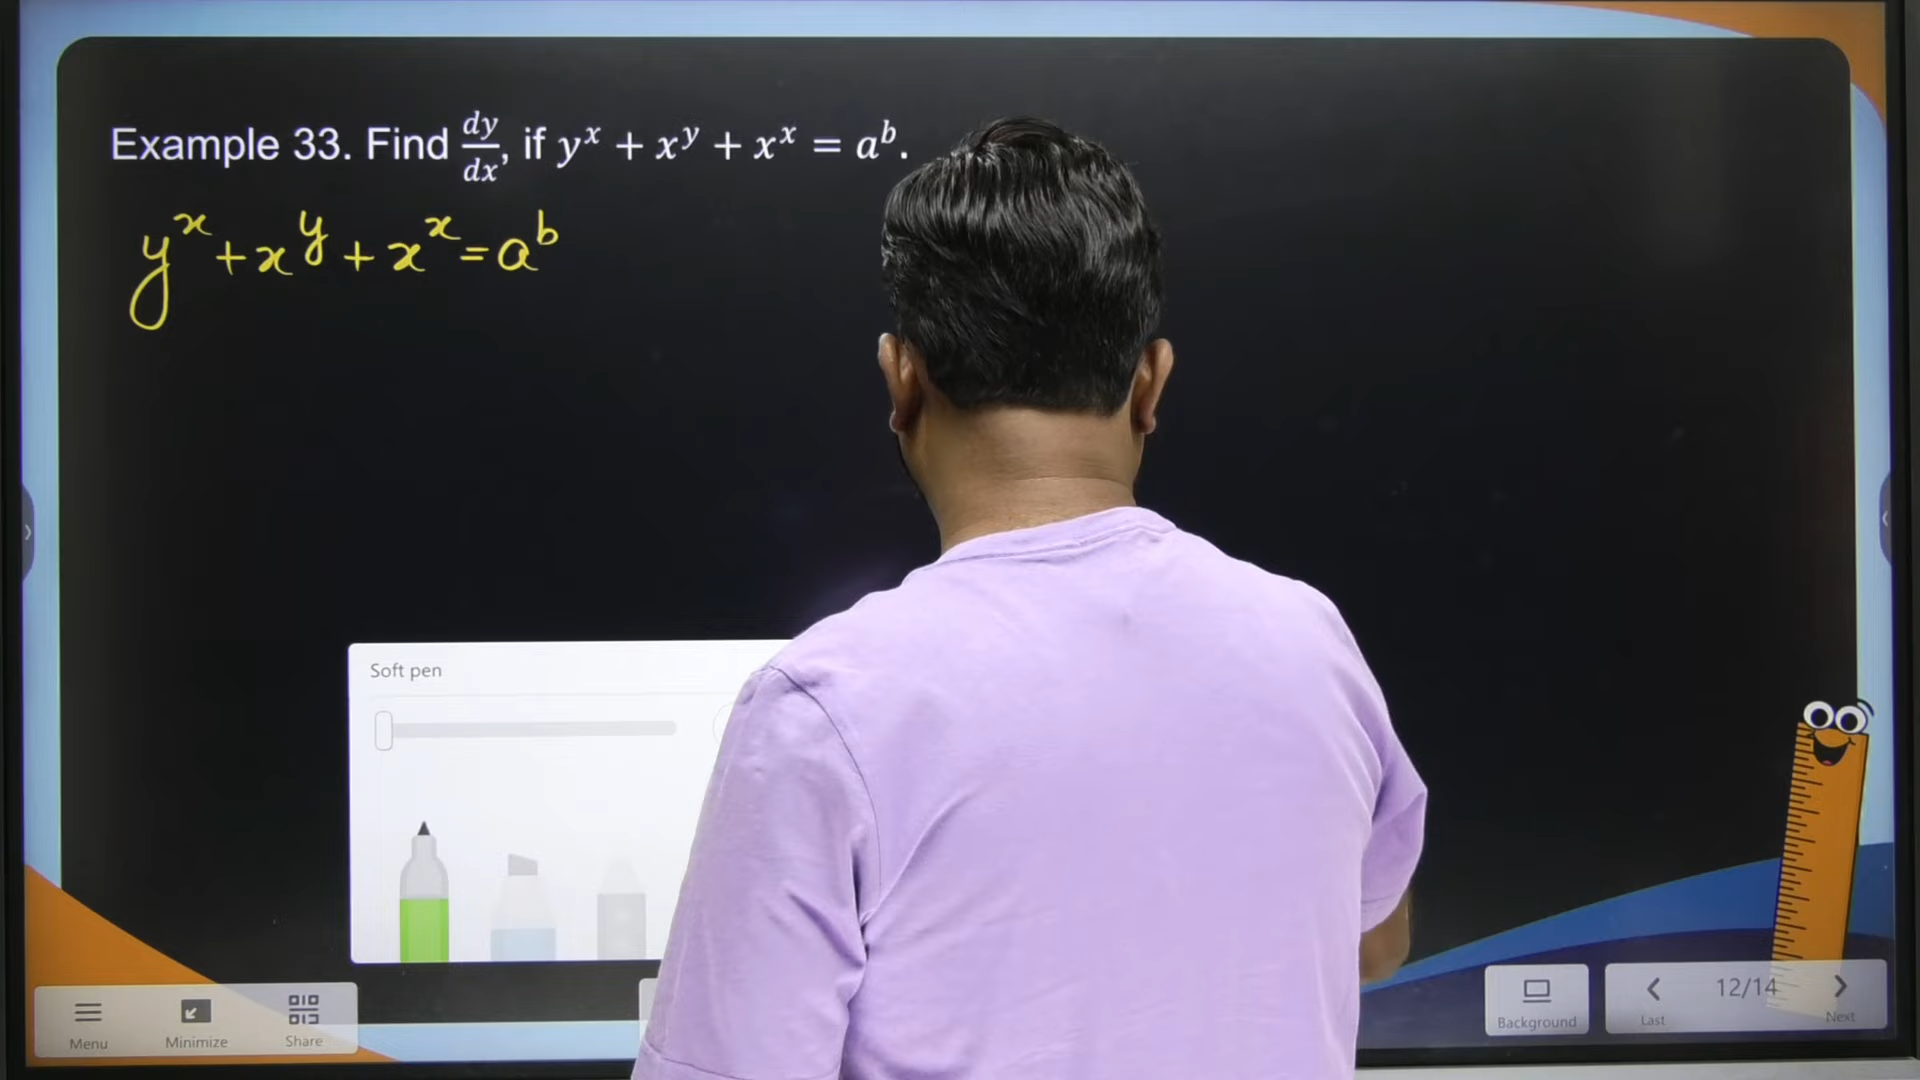 Example 33. Find dy/dx, if y^x + x^y + x^x = a^b.
y^x + x^y + x^x = a^b
Soft pen
Menu
Minimize
Share
Background
Last
12/14
Next